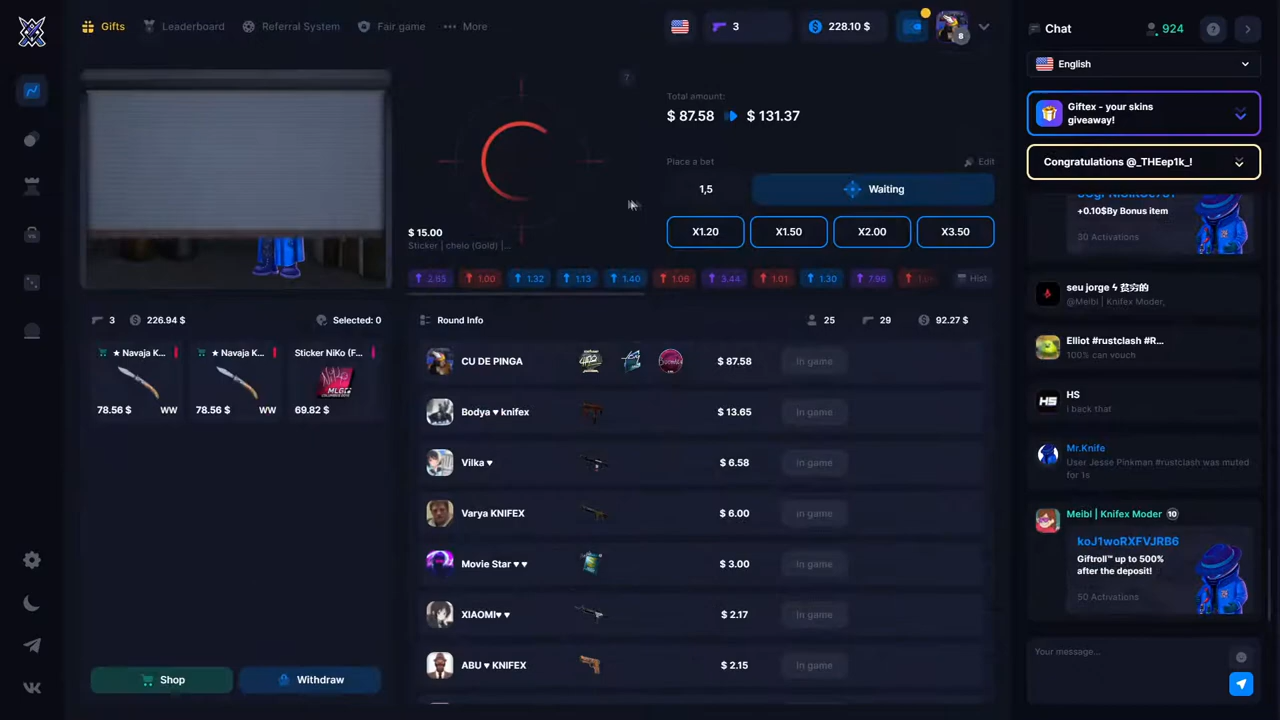 Gifts
Leaderboard
Referral System
Fair game
More
3
228.10 $
8
Chat
924
English
Giftex - your skins
giveaway!
Congratulations @_THEep1k_!
Total amount:
$ 87.58
$ 131.37
Place a bet
Edit
1,5
Waiting
X1.20
X1.50
X2.00
X3.50
$ 15.00
Sticker | chelo (Gold) |...
2.65
1.00
1.32
1.13
1.40
1.06
3.44
1.01
1.30
7.96
Hist
3
226.94 $
Selected: 0
★ Navaja K...
78.56 $
WW
★ Navaja K...
78.56 $
WW
Sticker NiKo (F...
69.82 $
Shop
Withdraw
Round Info
25
29
92.27 $
CU DE PINGA
$ 87.58
In game
Bodya ♥ knifex
$ 13.65
In game
Vilka ♥
$ 6.58
In game
Varya KNIFEX
$ 6.00
In game
Movie Star ♥ ♥
$ 3.00
In game
XIAOMI♥ ♥
$ 2.17
In game
ABU ♥ KNIFEX
$ 2.15
In game
+0.10$By Bonus item
30 Activations
seu jorge ϟ 贫穷的
@Meibl | Knifex Moder,
Elliot #rustclash #R...
100% can vouch
HS
i back that
Mr.Knife
User Jesse Pinkman #rustclash was muted
for 1s
Meibl | Knifex Moder 10
koJ1woRXFVJRB6
Giftroll™ up to 500%
after the deposit!
50 Activations
Your message...